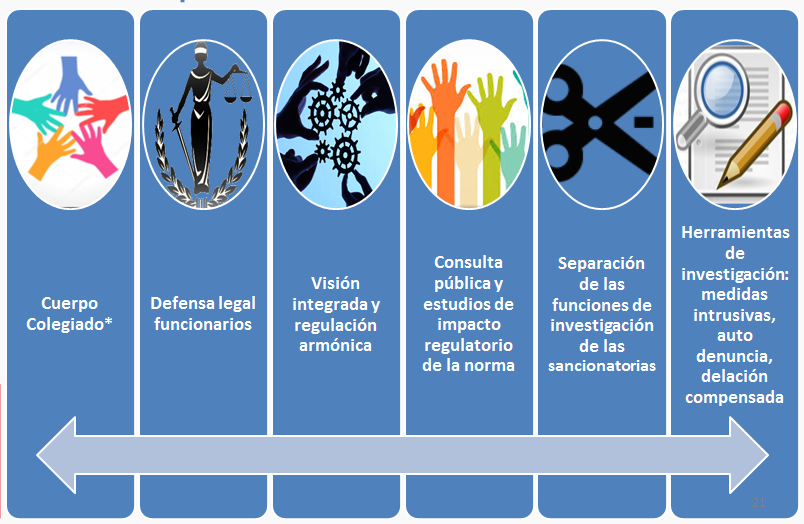 Cuerpo
Colegiado*
Defensa legal
funcionarios
Visión
integrada y
regulación
armónica
Consulta
pública y
estudios de
impacto
regulatorio
de la norma
Separación
de las
funciones de
investigación
de las
sancionatorias
Herramientas
de
investigación:
medidas
intrusivas,
auto
denuncia,
delación
compensada
21